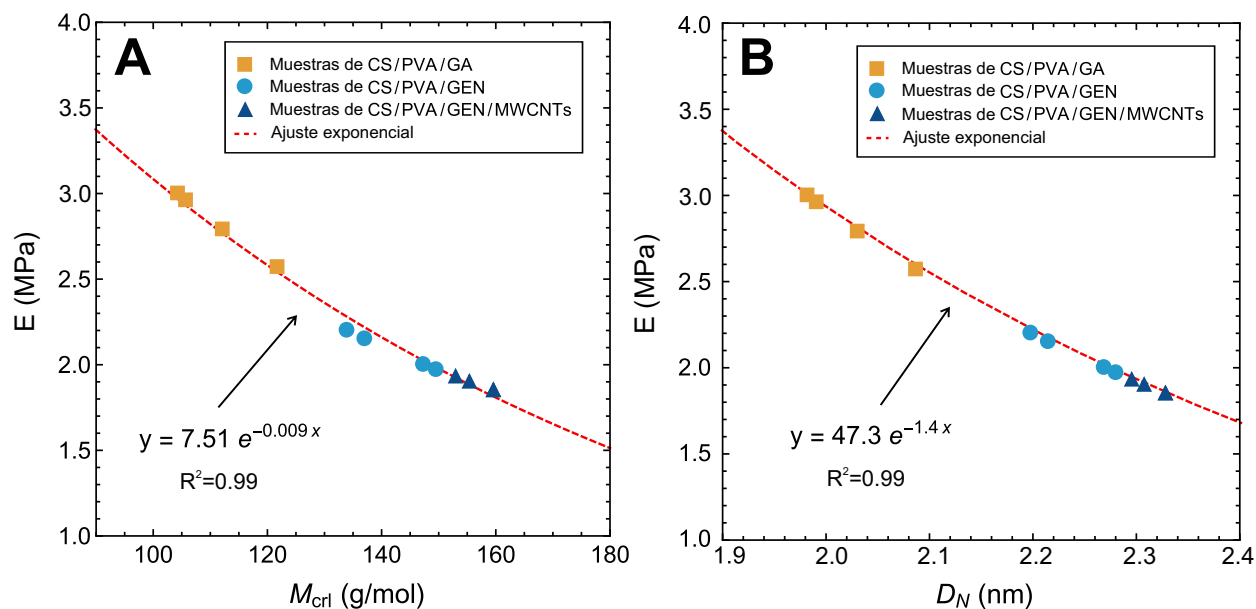 A
Muestras de CS/PVA/GA
Muestras de CS/PVA/GEN
Muestras de CS/PVA/GEN/MWCNTs
Ajuste exponencial
E (MPa)
4.0
3.5
3.0
2.5
2.0
1.5
1.0
y = 7.51 e^{-0.009 x}
R²=0.99
100
120
140
160
180
M_{crl} (g/mol)
B
Muestras de CS/PVA/GA
Muestras de CS/PVA/GEN
Muestras de CS/PVA/GEN/MWCNTs
Ajuste exponencial
E (MPa)
4.0
3.5
3.0
2.5
2.0
1.5
1.0
y = 47.3 e^{-1.4 x}
R²=0.99
1.9
2.0
2.1
2.2
2.3
2.4
D_N (nm)